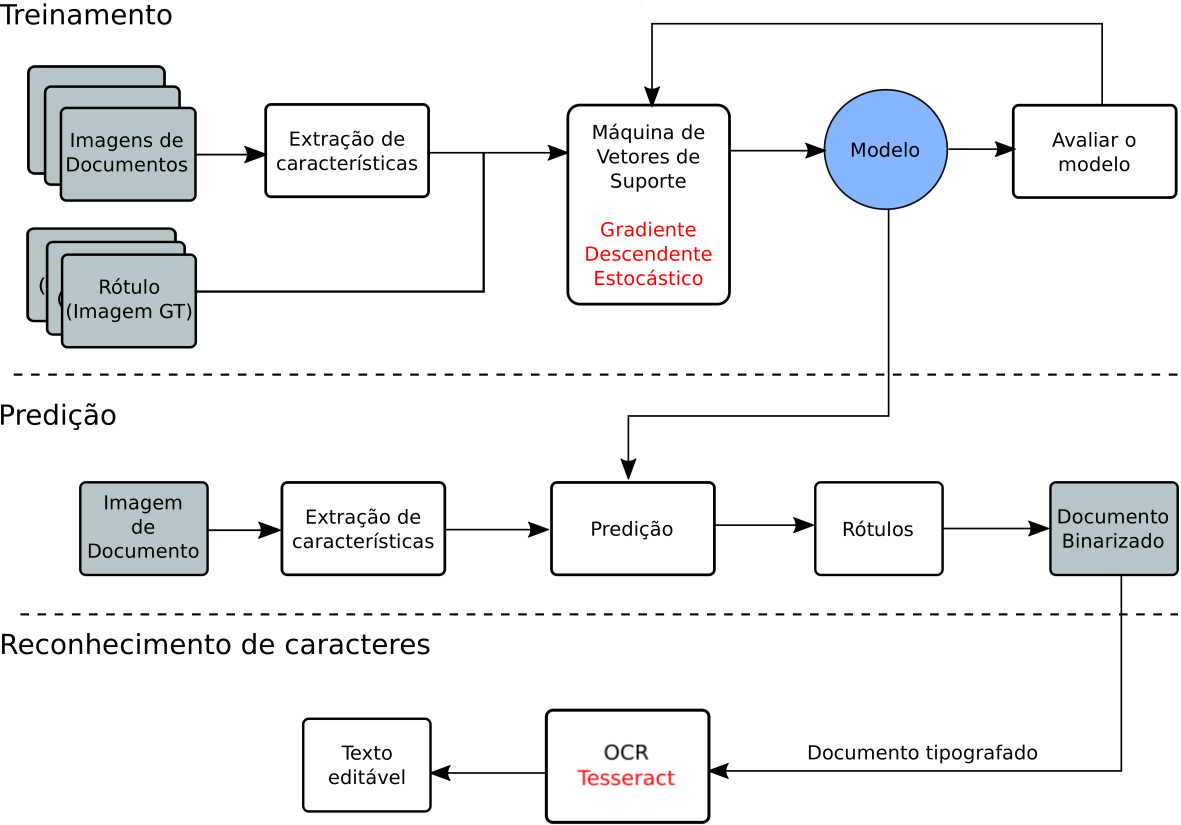 Treinamento
Imagens de
Documentos
Extração de
características
Máquina de
Vetores de
Suporte
Gradiente
Descendente
Estocástico
Modelo
Avaliar o
modelo
Rótulo
(Imagem GT)
Predição
Imagem
de
Documento
Extração de
características
Predição
Rótulos
Documento
Binarizado
Reconhecimento de caracteres
Texto
editável
OCR
Tesseract
Documento tipografado